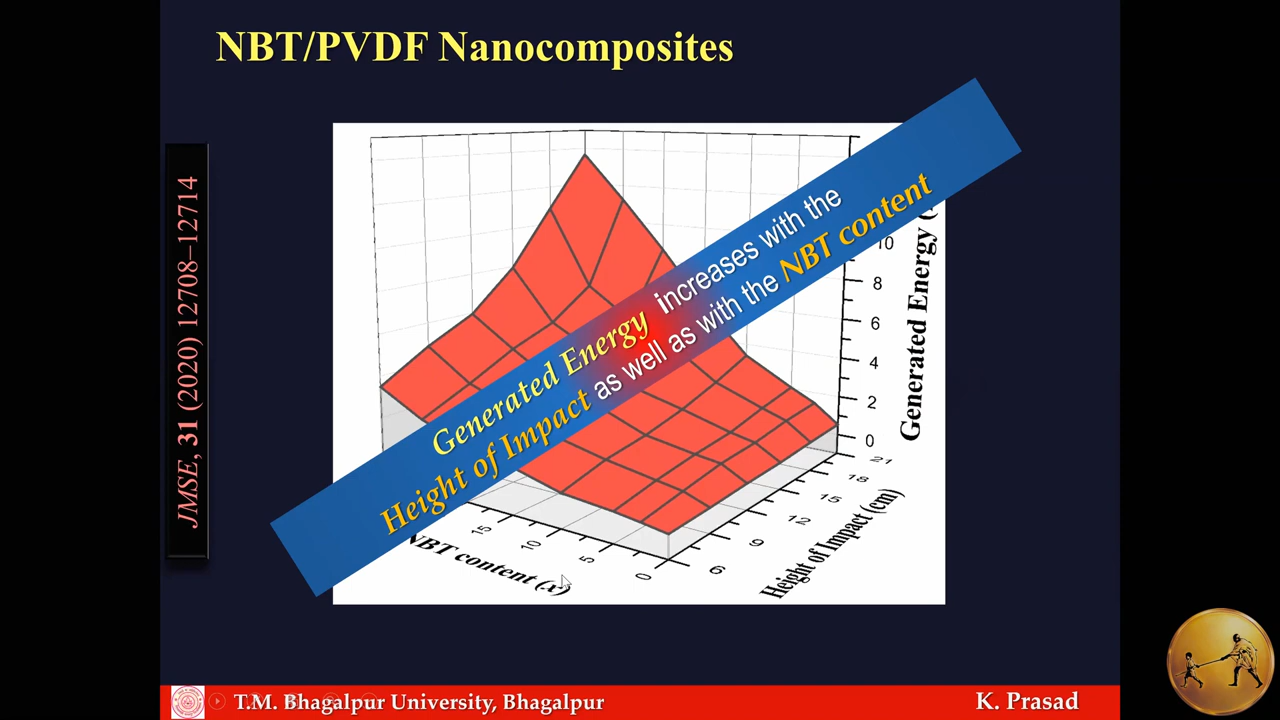 NBT/PVDF Nanocomposites
JMSE, 31 (2020) 12708–12714
Generated Energy increases with the
Height of Impact as well as with the NBT content
Generated Energy (
10
8
6
4
2
0
21
18
15
12
9
6
Height of Impact (cm)
15
10
5
0
NBT content (x)
T.M. Bhagalpur University, Bhagalpur
K. Prasad